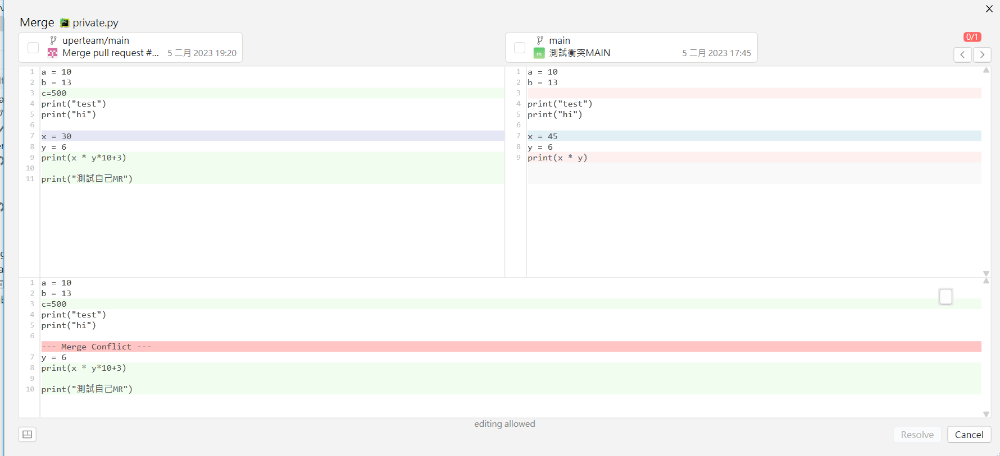 Merge private.py
uperteam/main
Merge pull request #... 5 二月 2023 19:20
main
測試衝突MAIN 5 二月 2023 17:45
0/1
1 a = 10
2 b = 13
3 c=500
4 print("test")
5 print("hi")
6
7 x = 30
8 y = 6
9 print(x * y*10+3)
10
11 print("測試自己MR")
1 a = 10
2 b = 13
3
4 print("test")
5 print("hi")
6
7 x = 45
8 y = 6
9 print(x * y)
1 a = 10
2 b = 13
3 c=500
4 print("test")
5 print("hi")
6
--- Merge Conflict ---
7 y = 6
8 print(x * y*10+3)
9
10 print("測試自己MR")
editing allowed
Resolve
Cancel